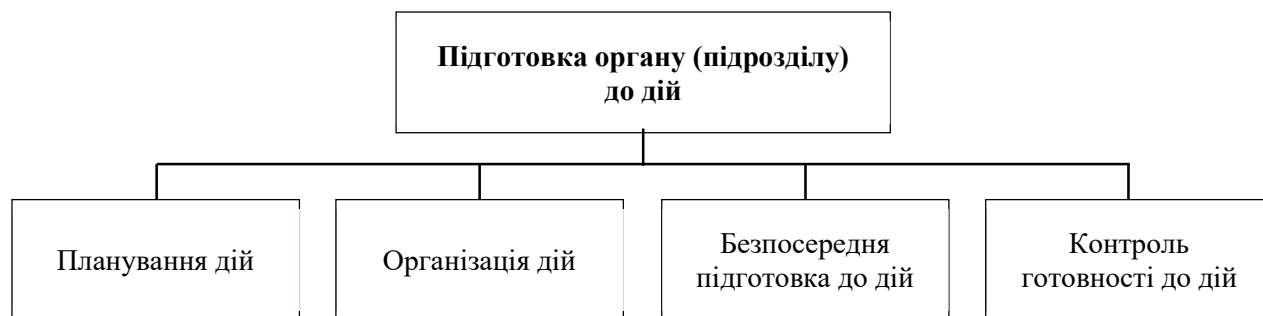 Підготовка органу (підрозділу)
до дій
Планування дій
Організація дій
Безпосередня
підготовка до дій
Контроль
готовності до дій